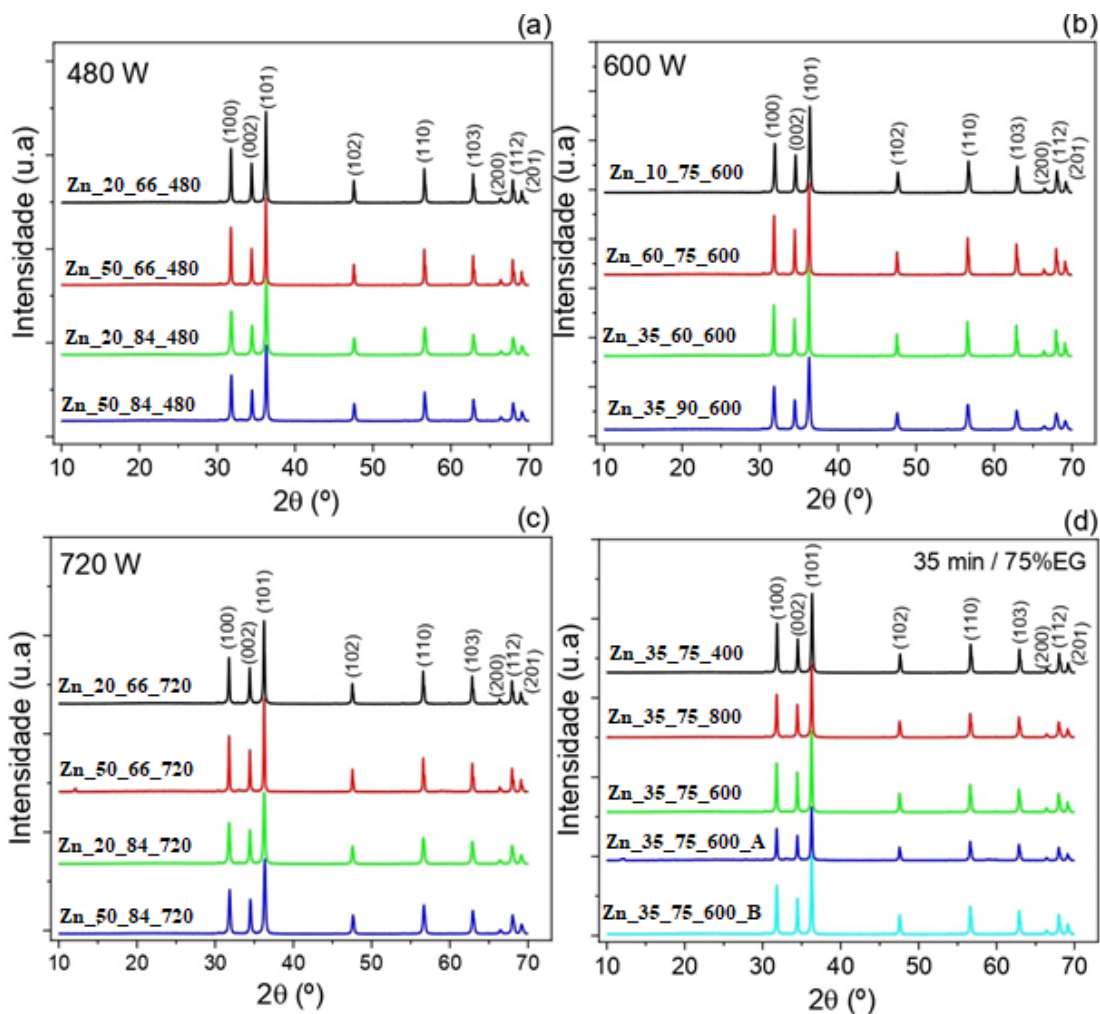 (a)
480 W
(100)
(002)
(101)
(102)
(110)
(103)
(200)
(112)
(201)
Zn_20_66_480
Zn_50_66_480
Zn_20_84_480
Zn_50_84_480
Intensidade (u.a)
10 20 30 40 50 60 70
2θ (º)
(b)
600 W
(100)
(002)
(101)
(102)
(110)
(103)
(200)
(112)
(201)
Zn_10_75_600
Zn_60_75_600
Zn_35_60_600
Zn_35_90_600
Intensidade (u.a)
10 20 30 40 50 60 70
2θ (º)
(c)
720 W
(100)
(002)
(101)
(102)
(110)
(103)
(200)
(112)
(201)
Zn_20_66_720
Zn_50_66_720
Zn_20_84_720
Zn_50_84_720
Intensidade (u.a)
10 20 30 40 50 60 70
2θ (º)
(d)
35 min / 75%EG
(100)
(002)
(101)
(102)
(110)
(103)
(200)
(112)
(201)
Zn_35_75_400
Zn_35_75_800
Zn_35_75_600
Zn_35_75_600_A
Zn_35_75_600_B
Intensidade (u.a)
10 20 30 40 50 60 70
2θ (º)